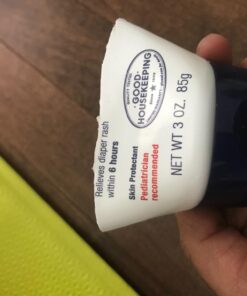 Relieves diaper rash
within 6 hours
Skin Protectant
Pediatrician
recommended
GOOD
HOUSEKEEPING
NET WT 3 OZ. 85g